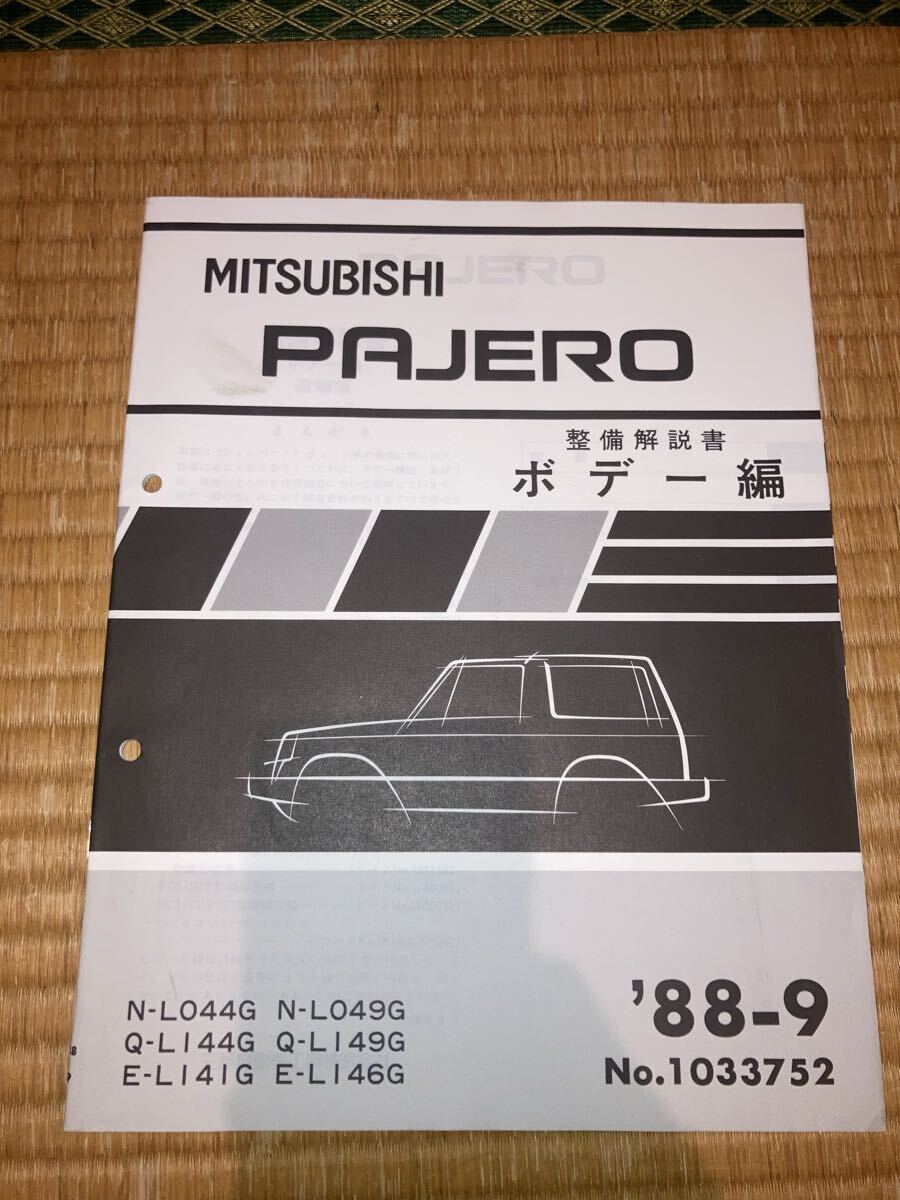 MITSUBISHI
PAJERO
整備解説書
ボデー編
N-L044G N-L049G
Q-L144G Q-L149G
E-L141G E-L146G
'88-9
No.1033752